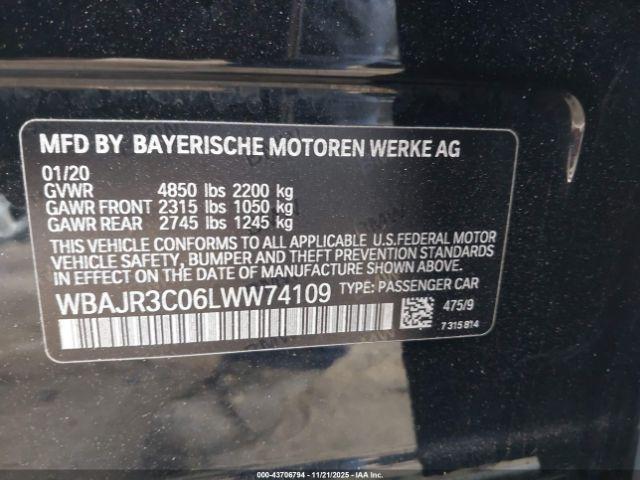 MFD BY BAYERISCHE MOTOREN WERKE AG
01/20
GVWR 4850 lbs 2200 kg
GAWR FRONT 2315 lbs 1050 kg
GAWR REAR 2745 lbs 1245 kg
THIS VEHICLE CONFORMS TO ALL APPLICABLE U.S.FEDERAL MOTOR
VEHICLE SAFETY, BUMPER AND THEFT PREVENTION STANDARDS
IN EFFECT ON THE DATE OF MANUFACTURE SHOWN ABOVE.
WBAJR3C06LWW74109 TYPE: PASSENGER CAR
475/9
7315814
000-43706794 - 11/21/2025 - IAA Inc.